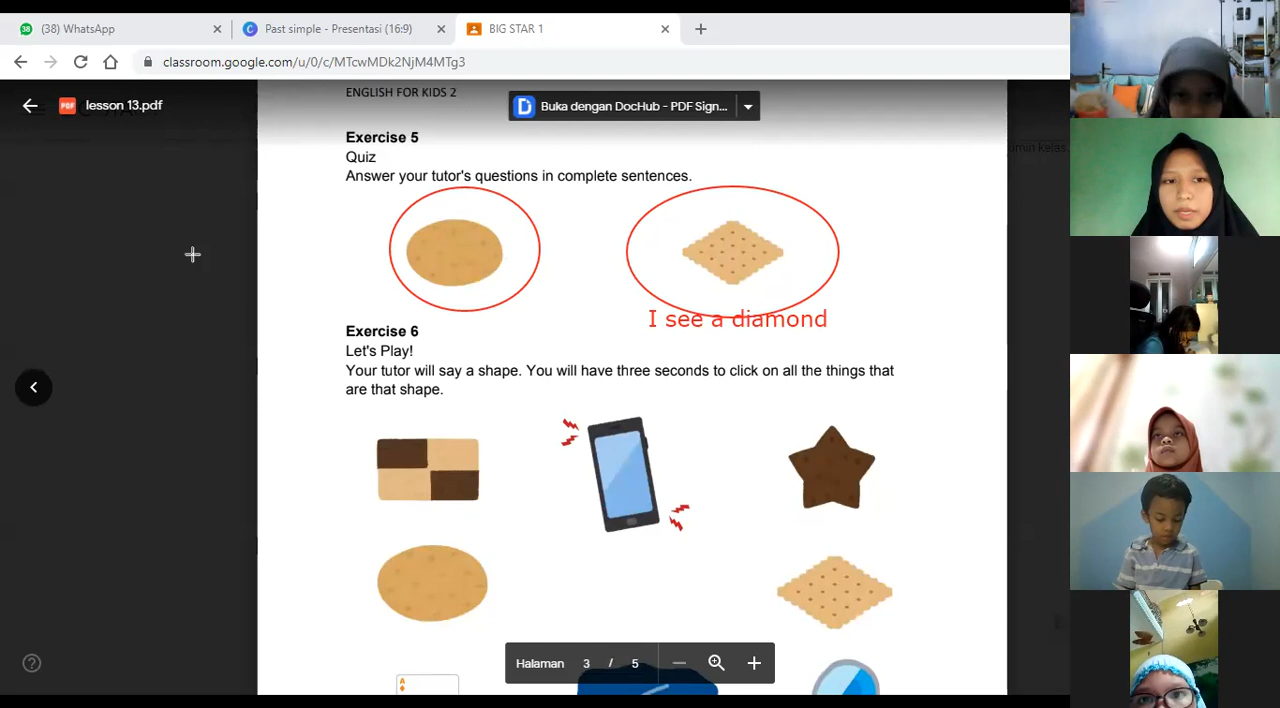 (38) WhatsApp
Past simple - Presentasi (16:9)
BIG STAR 1
classroom.google.com/u/0/c/MTcwMDk2NjM4MTg3
PDF
lesson 13.pdf
ENGLISH FOR KIDS 2
Buka dengan DocHub - PDF Sign...
Exercise 5
Quiz
Answer your tutor's questions in complete sentences.
I see a diamond
Exercise 6
Let's Play!
Your tutor will say a shape. You will have three seconds to click on all the things that
are that shape.
A
Halaman 3 / 5